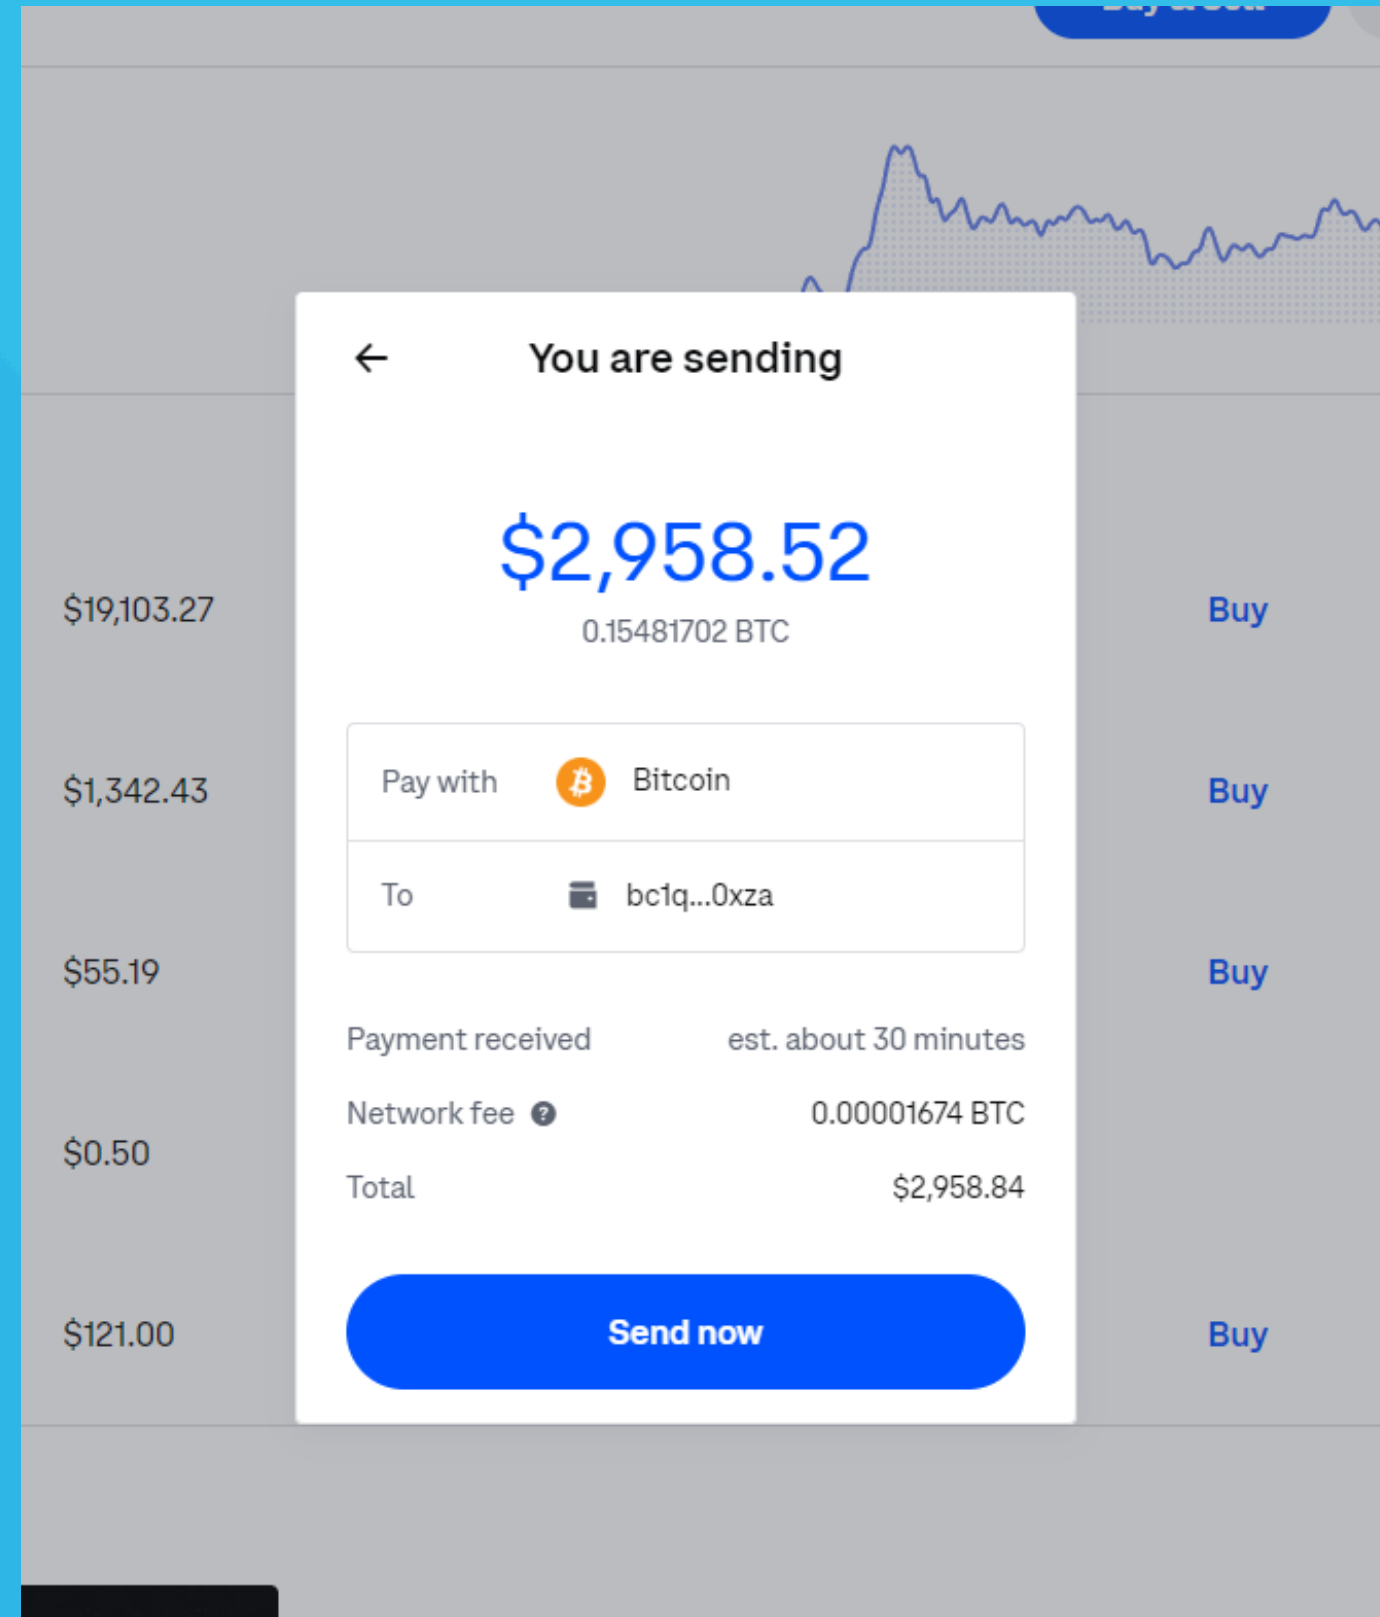 Buy & Sell
You are sending
$2,958.52
0.15481702 BTC
$19,103.27
Buy
Pay with Bitcoin
$1,342.43
Buy
To bc1q...0xza
$55.19
Buy
Payment received est. about 30 minutes
Network fee ? 0.00001674 BTC
$0.50
Total $2,958.84
Send now
$121.00
Buy